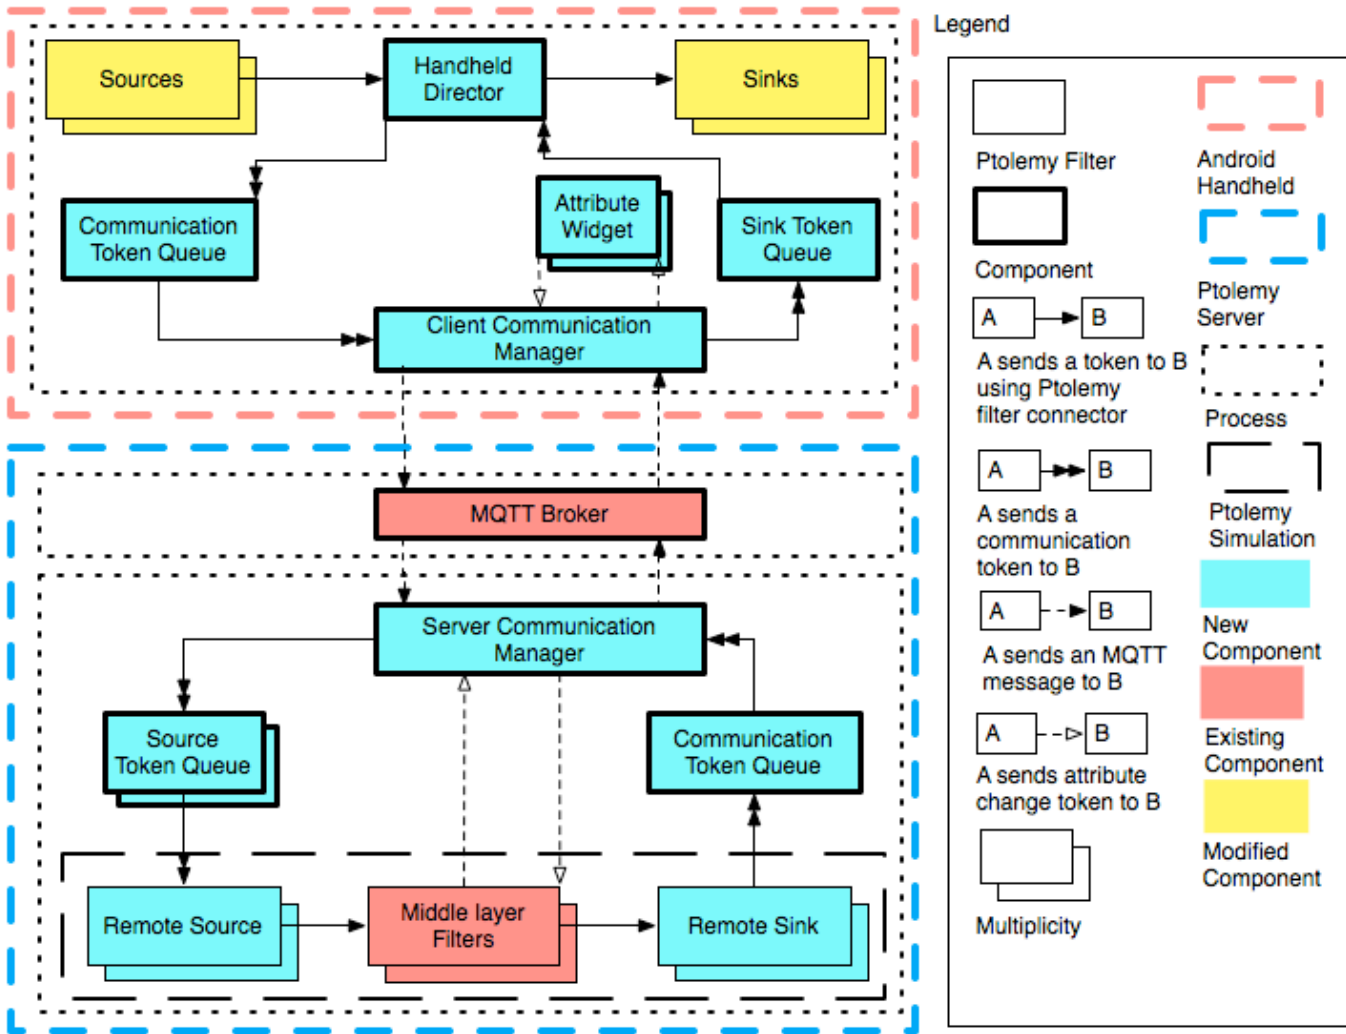 Legend
Sources
Handheld
Director
Sinks
Communication
Token Queue
Attribute
Widget
Sink Token
Queue
Client Communication
Manager
MQTT Broker
Server Communication
Manager
Source
Token Queue
Communication
Token Queue
Remote Source
Middle layer
Filters
Remote Sink
Ptolemy Filter
Component
A B
A sends a token to B
using Ptolemy
filter connector
A B
A sends a
communication
token to B
A B
A sends an MQTT
message to B
A B
A sends attribute
change token to B
Multiplicity
Android
Handheld
Ptolemy
Server
Process
Ptolemy
Simulation
New
Component
Existing
Component
Modified
Component